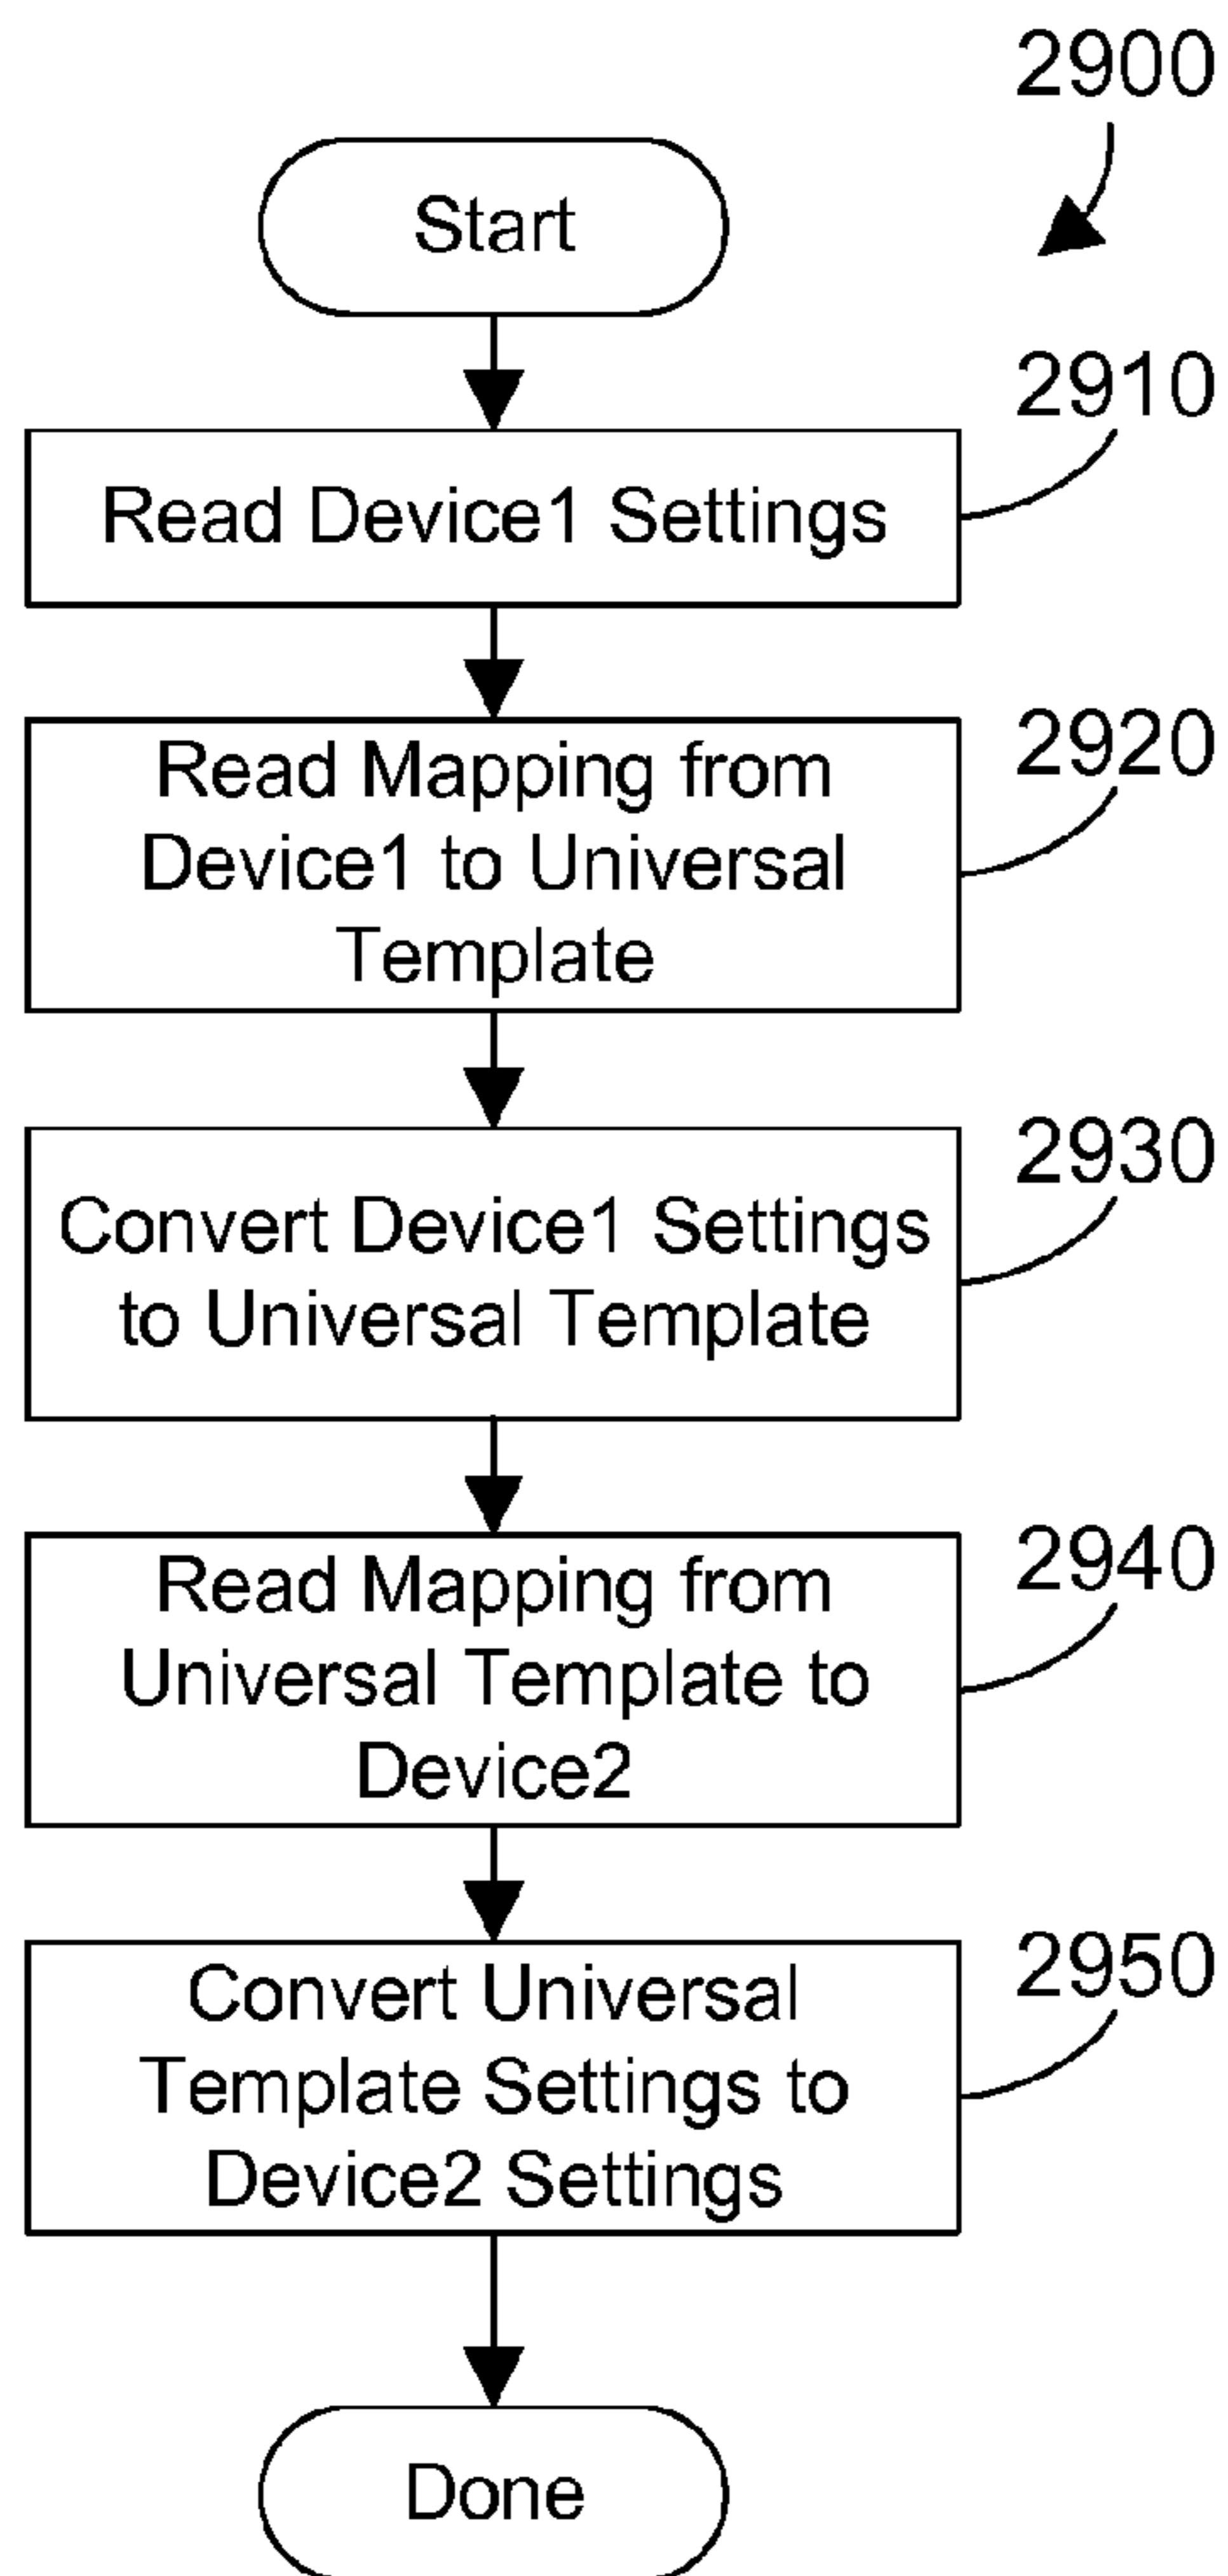 2900
Start
2910
Read Device1 Settings
2920
Read Mapping from
Device1 to Universal
Template
2930
Convert Device1 Settings
to Universal Template
2940
Read Mapping from
Universal Template to
Device2
2950
Convert Universal
Template Settings to
Device2 Settings
Done